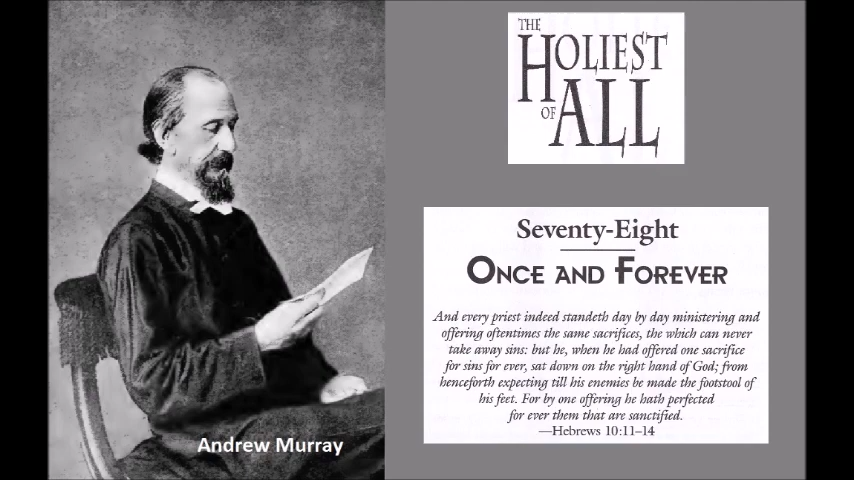 THE
HOLIEST
OF ALL
Seventy-Eight
ONCE AND FOREVER
And every priest indeed standeth day by day ministering and
offering oftentimes the same sacrifices, the which can never
take away sins: but he, when he had offered one sacrifice
for sins for ever, sat down on the right hand of God; from
henceforth expecting till his enemies be made the footstool of
his feet. For by one offering he hath perfected
for ever them that are sanctified.
—Hebrews 10:11–14
Andrew Murray